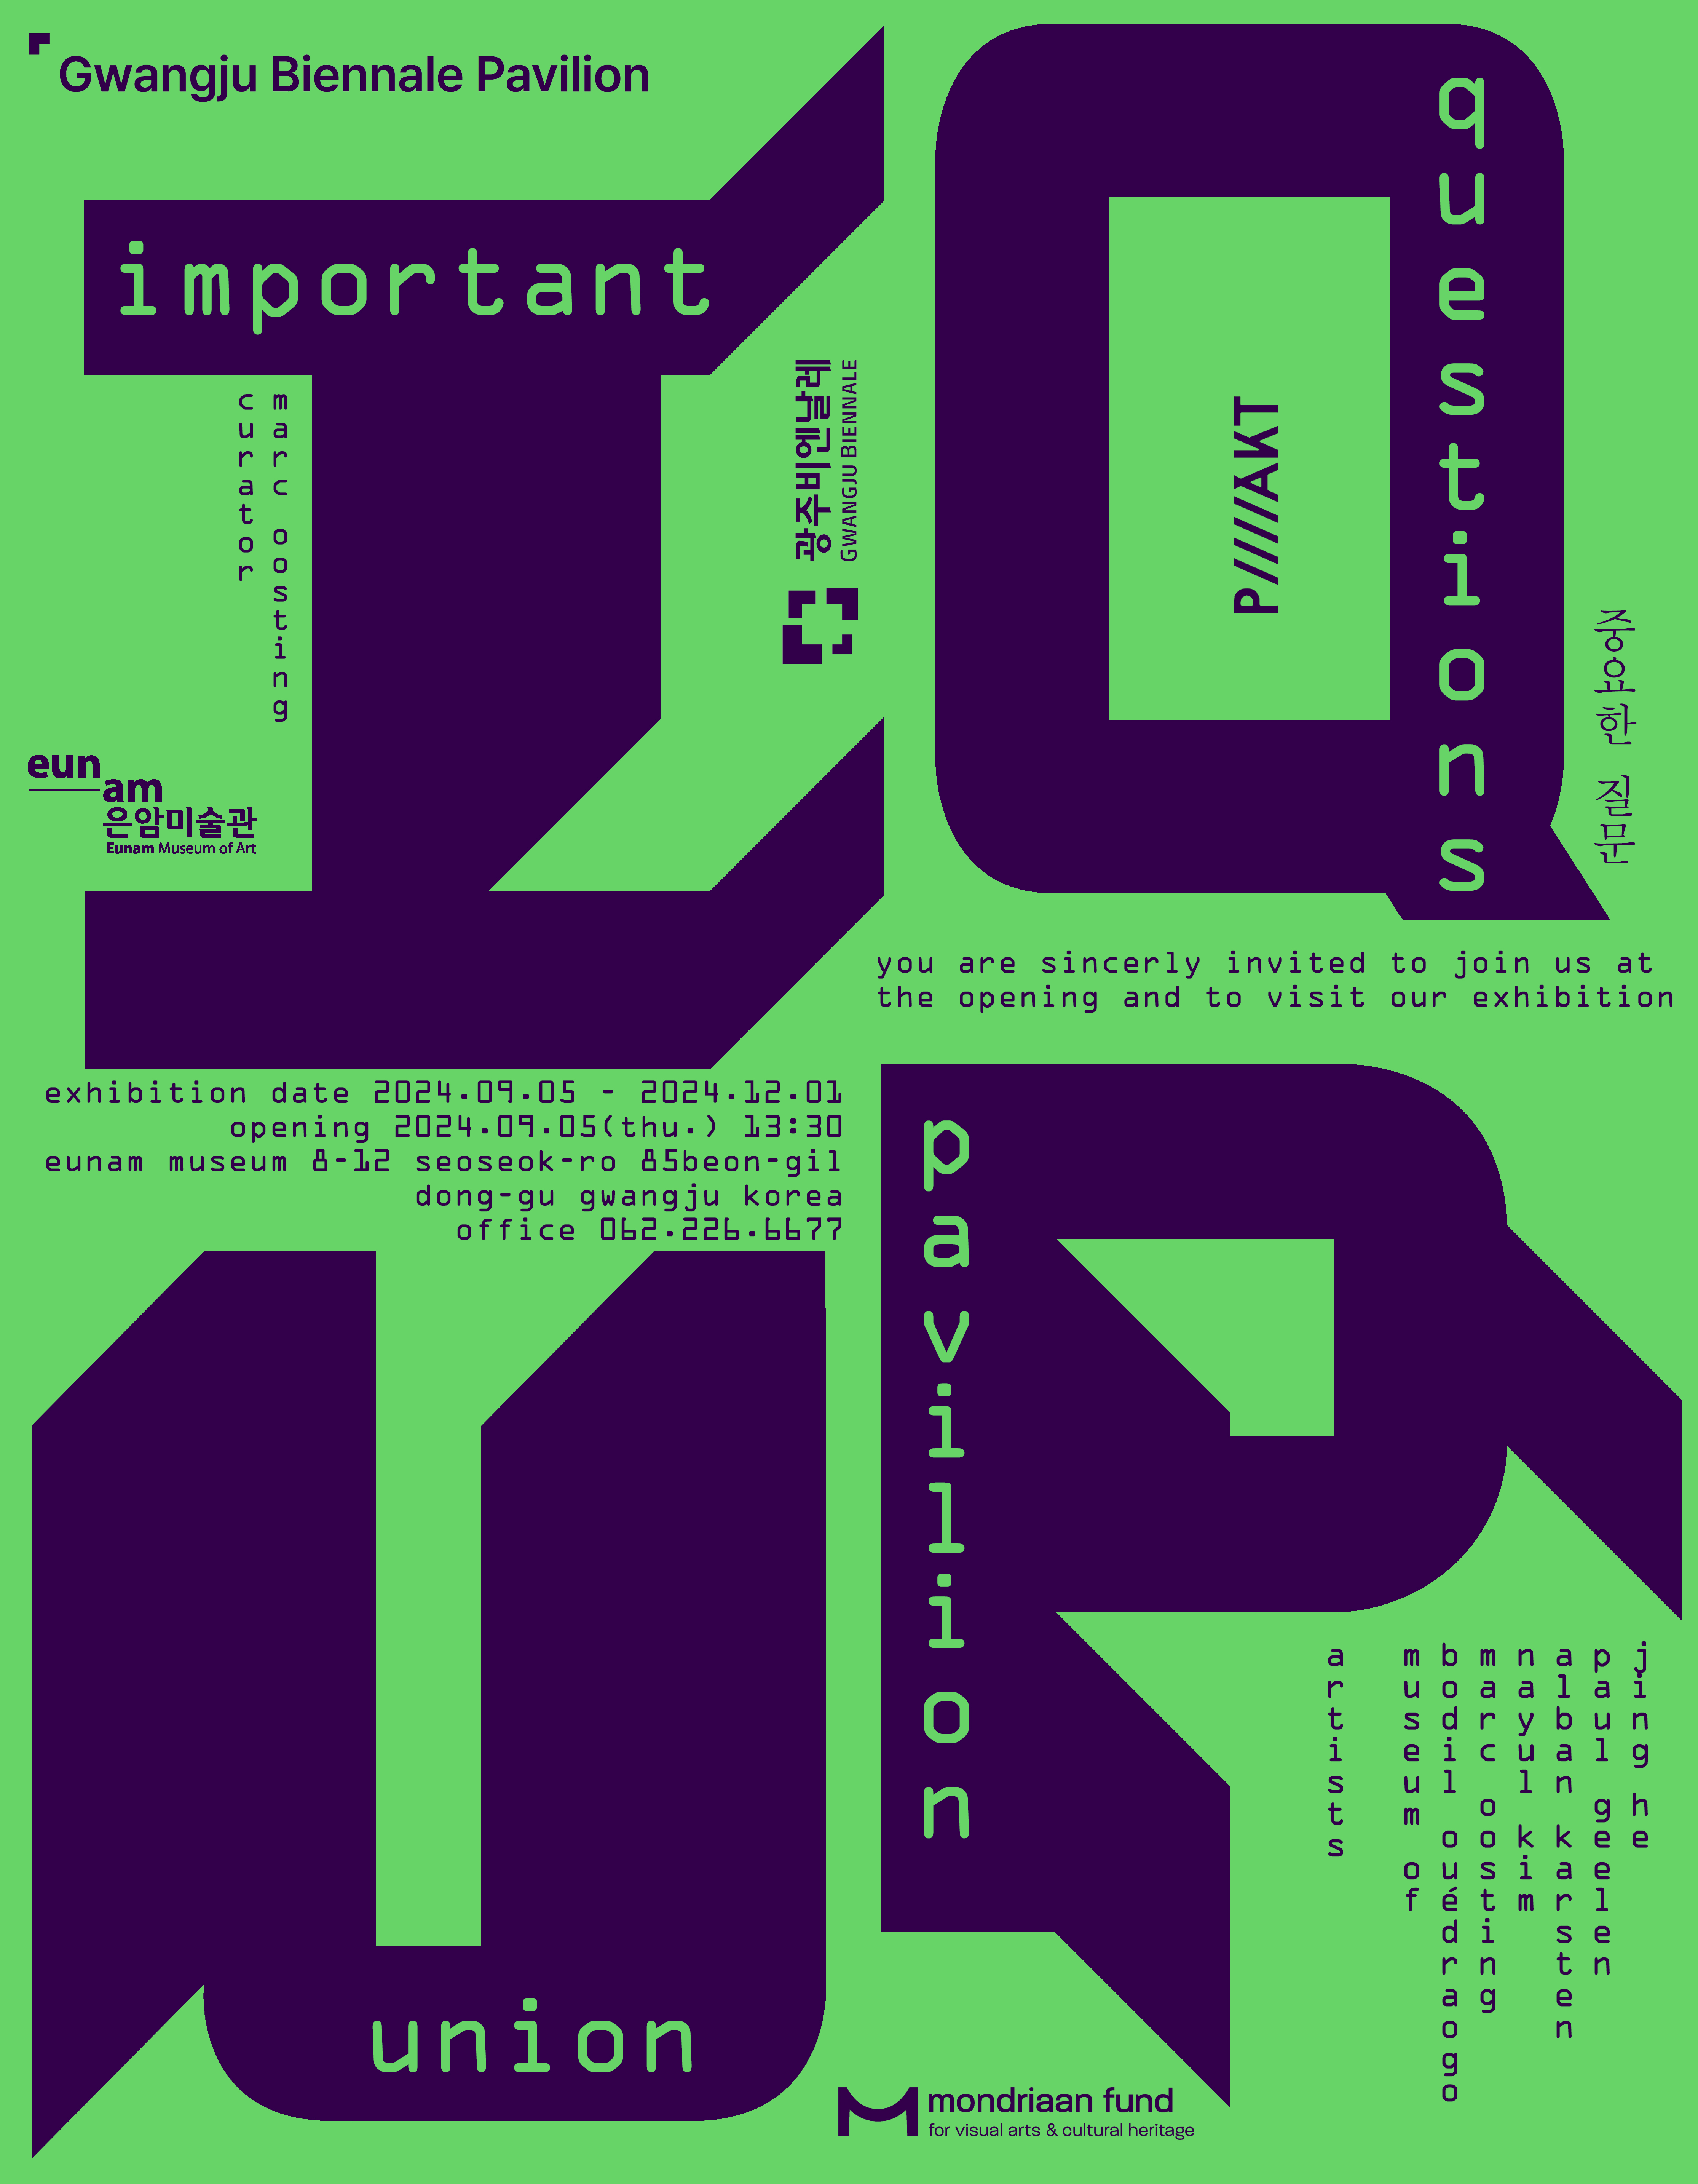 Gwangju Biennale Pavilion
I
important
Q
questions
curator
marc oosting
광주비엔날레
GWANGJU BIENNALE
P/////AKT
중요한 질문
eun
am
은암미술관
Eunam Museum of Art
you are sincerly invited to join us at
the opening and to visit our exhibition
exhibition date 2024.09.05 - 2024.12.01
opening 2024.09.05(thu.) 13:30
eunam museum 8-12 seoseok-ro 85beon-gil
dong-gu gwangju korea
office 062.226.6677
U
union
P
pavilion
artists
museum of
bodil ouédraogo
marc oosting
nayul kim
alban karsten
paul geelen
jing he
mondriaan fund
for visual arts & cultural heritage